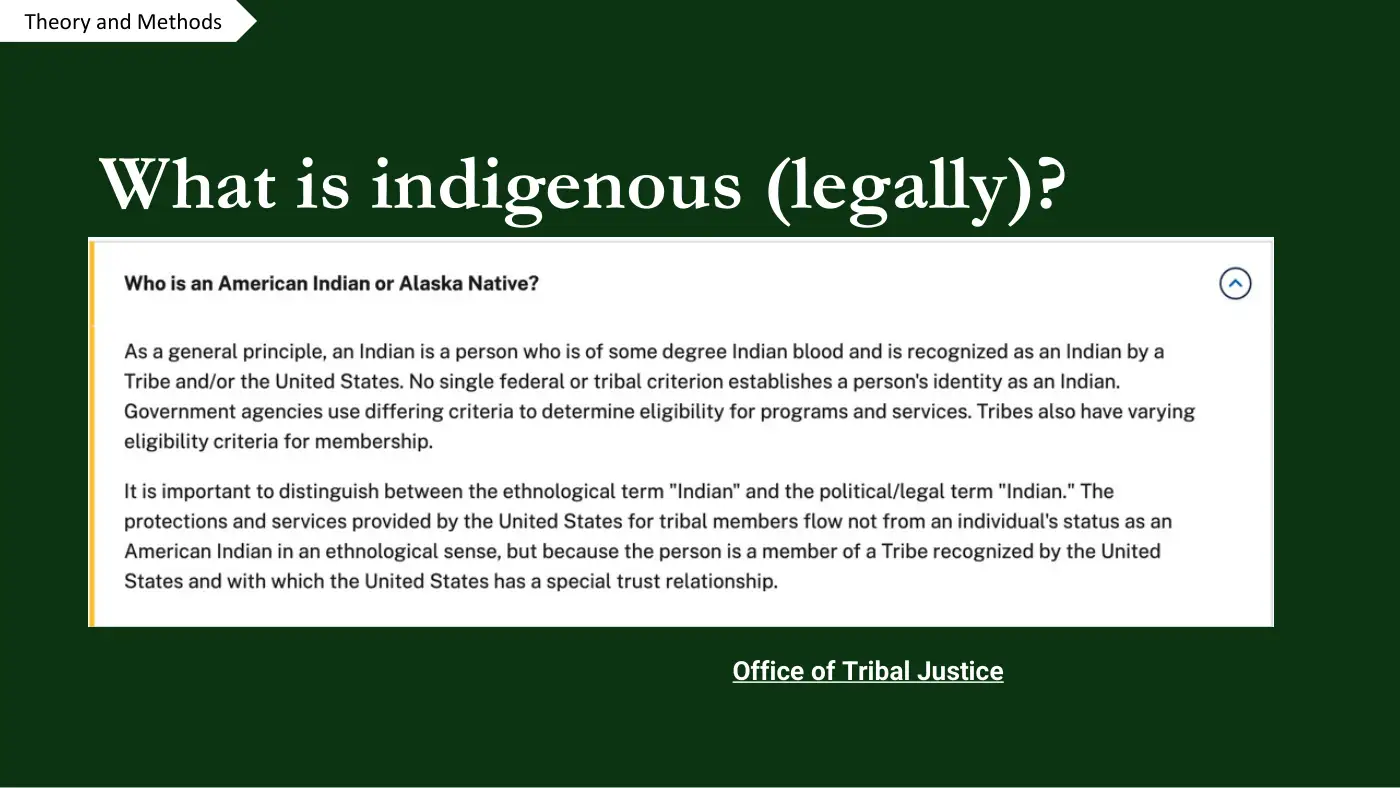 Theory and Methods
What is indigenous (legally)?
Who is an American Indian or Alaska Native?
As a general principle, an Indian is a person who is of some degree Indian blood and is recognized as an Indian by a
Tribe and/or the United States. No single federal or tribal criterion establishes a person's identity as an Indian.
Government agencies use differing criteria to determine eligibility for programs and services. Tribes also have varying
eligibility criteria for membership.
It is important to distinguish between the ethnological term "Indian" and the political/legal term "Indian." The
protections and services provided by the United States for tribal members flow not from an individual's status as an
American Indian in an ethnological sense, but because the person is a member of a Tribe recognized by the United
States and with which the United States has a special trust relationship.
Office of Tribal Justice